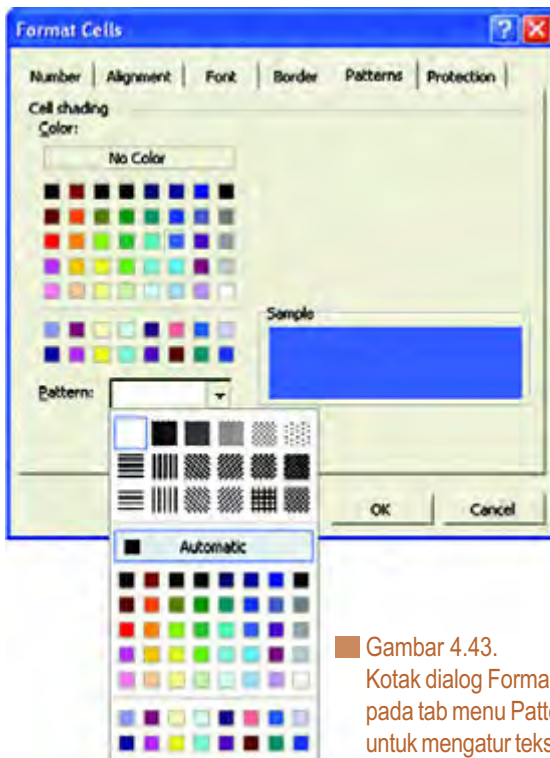 Format Cells
Number Alignment Font Border Patterns Protection
Cell shading
Color:
No Color
Sample
Pattern:
OK Cancel
Automatic
Gambar 4.43.
Kotak dialog Forma
pada tab menu Patte
untuk mengatur teks